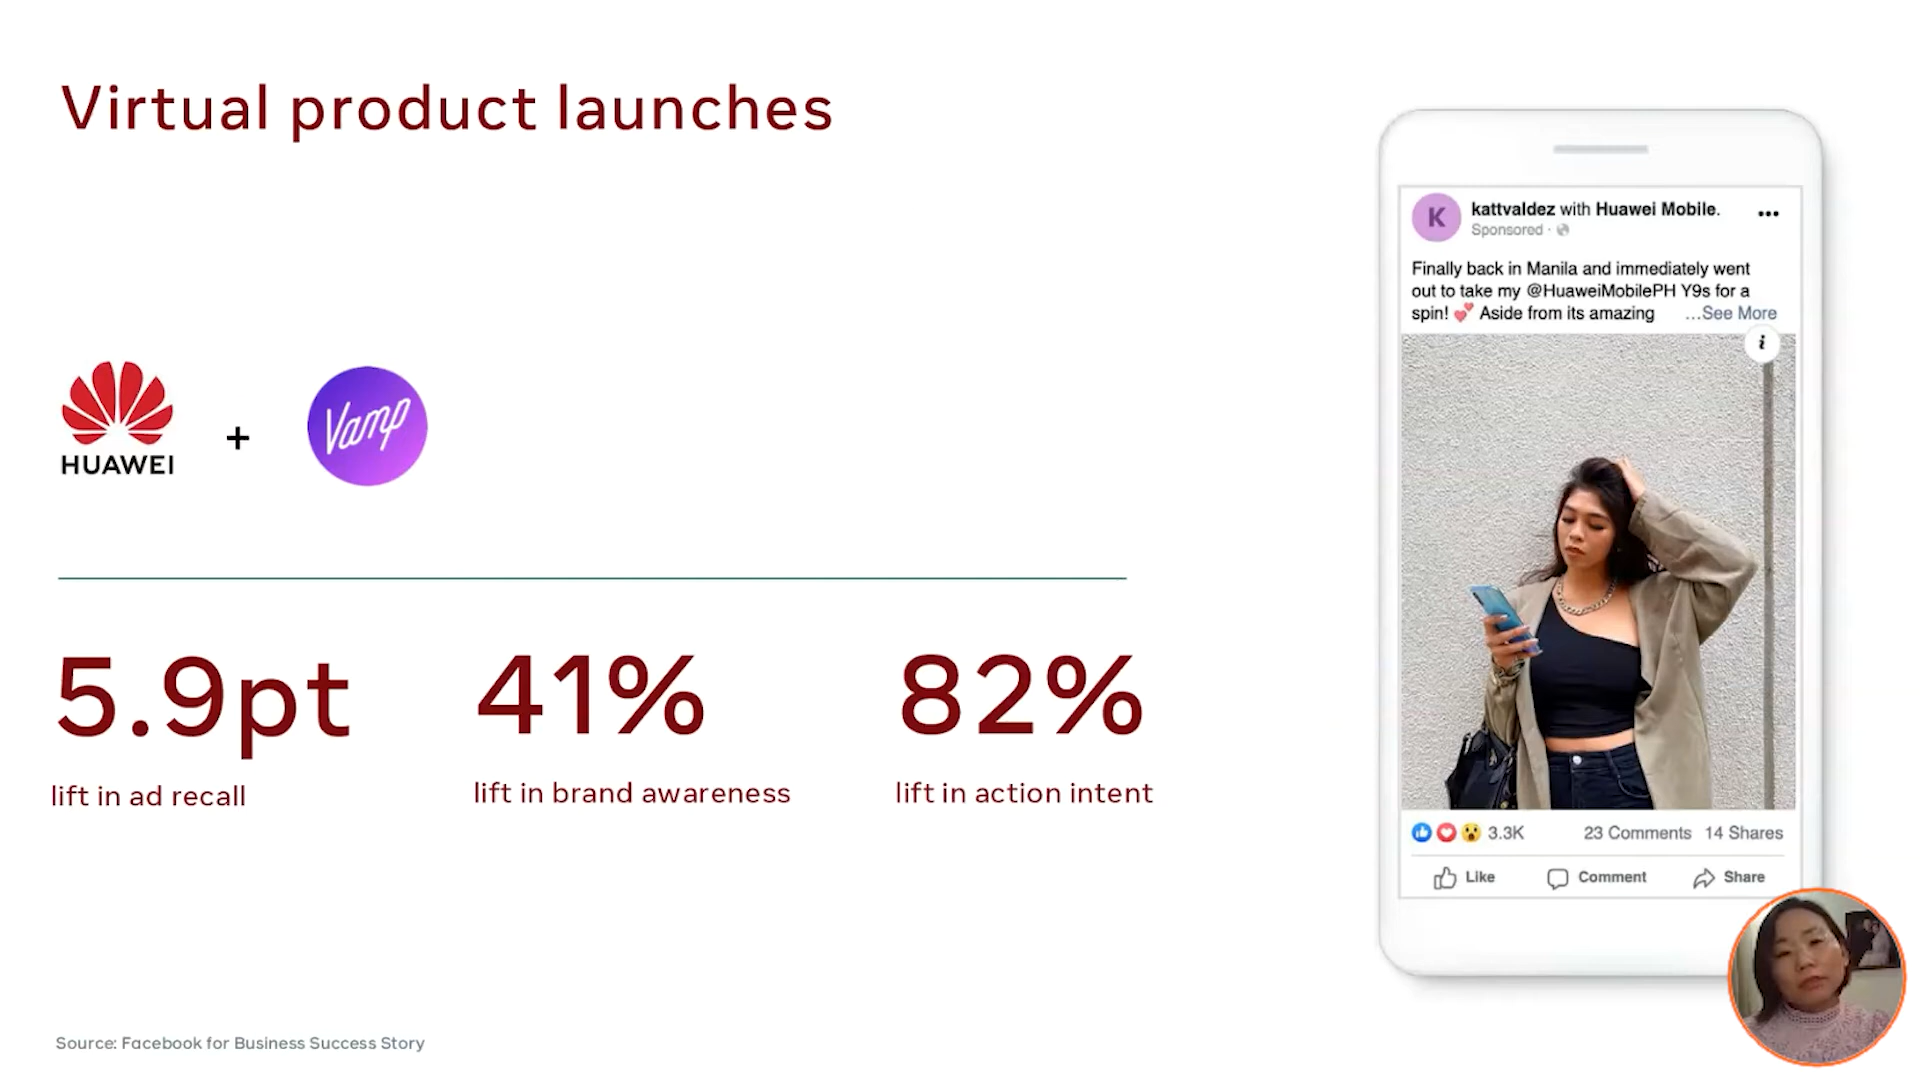 Virtual product launches
HUAWEI
+
Vamp
5.9pt
lift in ad recall
41%
lift in brand awareness
82%
lift in action intent
Source: Facebook for Business Success Story
K
kattvaldez with Huawei Mobile.
Sponsored ·
Finally back in Manila and immediately went
out to take my @HuaweiMobilePH Y9s for a
spin! 💕 Aside from its amazing ...See More
i
3.3K 23 Comments 14 Shares
Like Comment Share